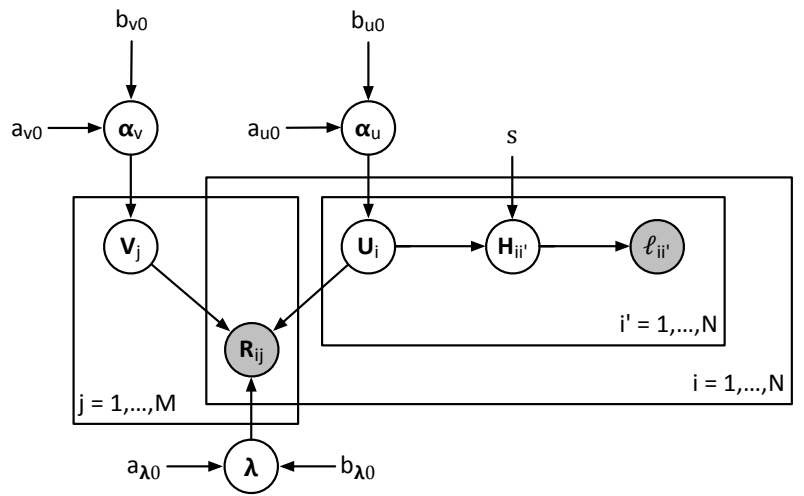 b_v0 b_u0
a_v0 α_v a_u0 α_u s
V_j U_i H_ii' ℓ_ii'
i' = 1,...,N
R_ij
j = 1,...,M i = 1,...,N
a_λ0 λ b_λ0